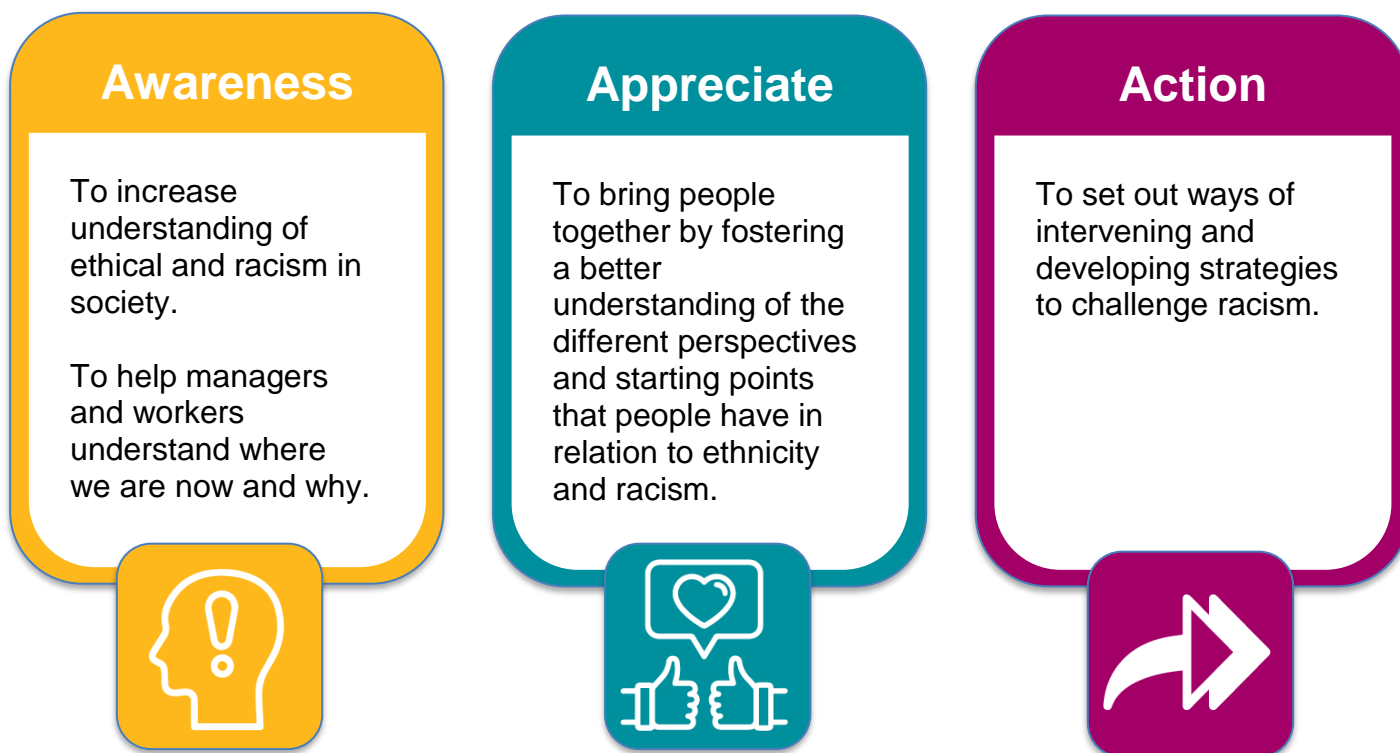 Awareness
To increase
understanding of
ethical and racism in
society.
To help managers
and workers
understand where
we are now and why.
Appreciate
To bring people
together by fostering
a better
understanding of the
different perspectives
and starting points
that people have in
relation to ethnicity
and racism.
Action
To set out ways of
intervening and
developing strategies
to challenge racism.